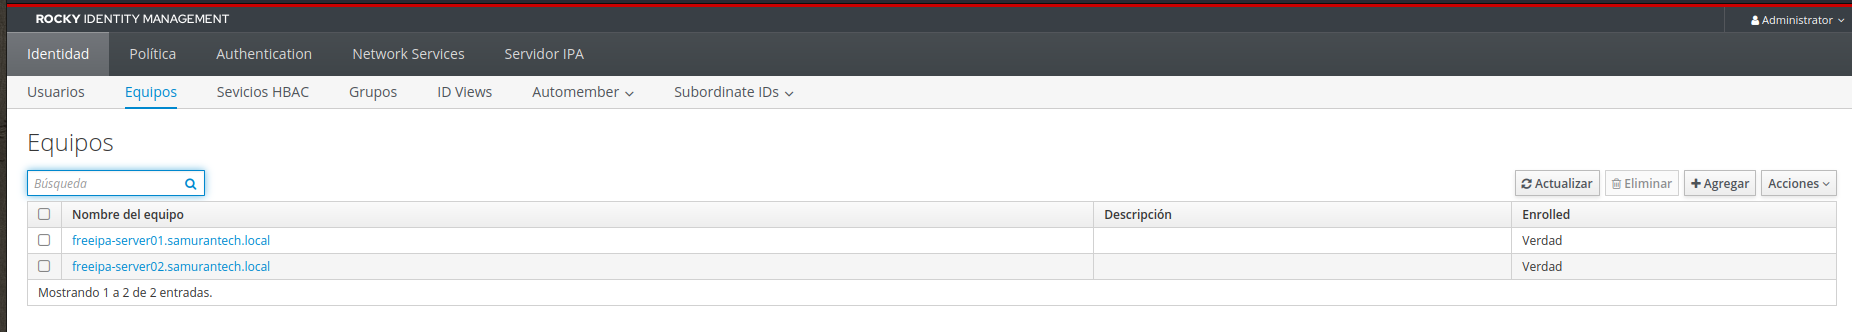 ROCKY IDENTITY MANAGEMENT Administrator
Identidad Política Authentication Network Services Servidor IPA
Usuarios Equipos Sevicios HBAC Grupos ID Views Automember Subordinate IDs
Equipos
Búsqueda Actualizar Eliminar Agregar Acciones
Nombre del equipo Descripción Enrolled
freeipa-server01.samurantech.local Verdad
freeipa-server02.samurantech.local Verdad
Mostrando 1 a 2 de 2 entradas.